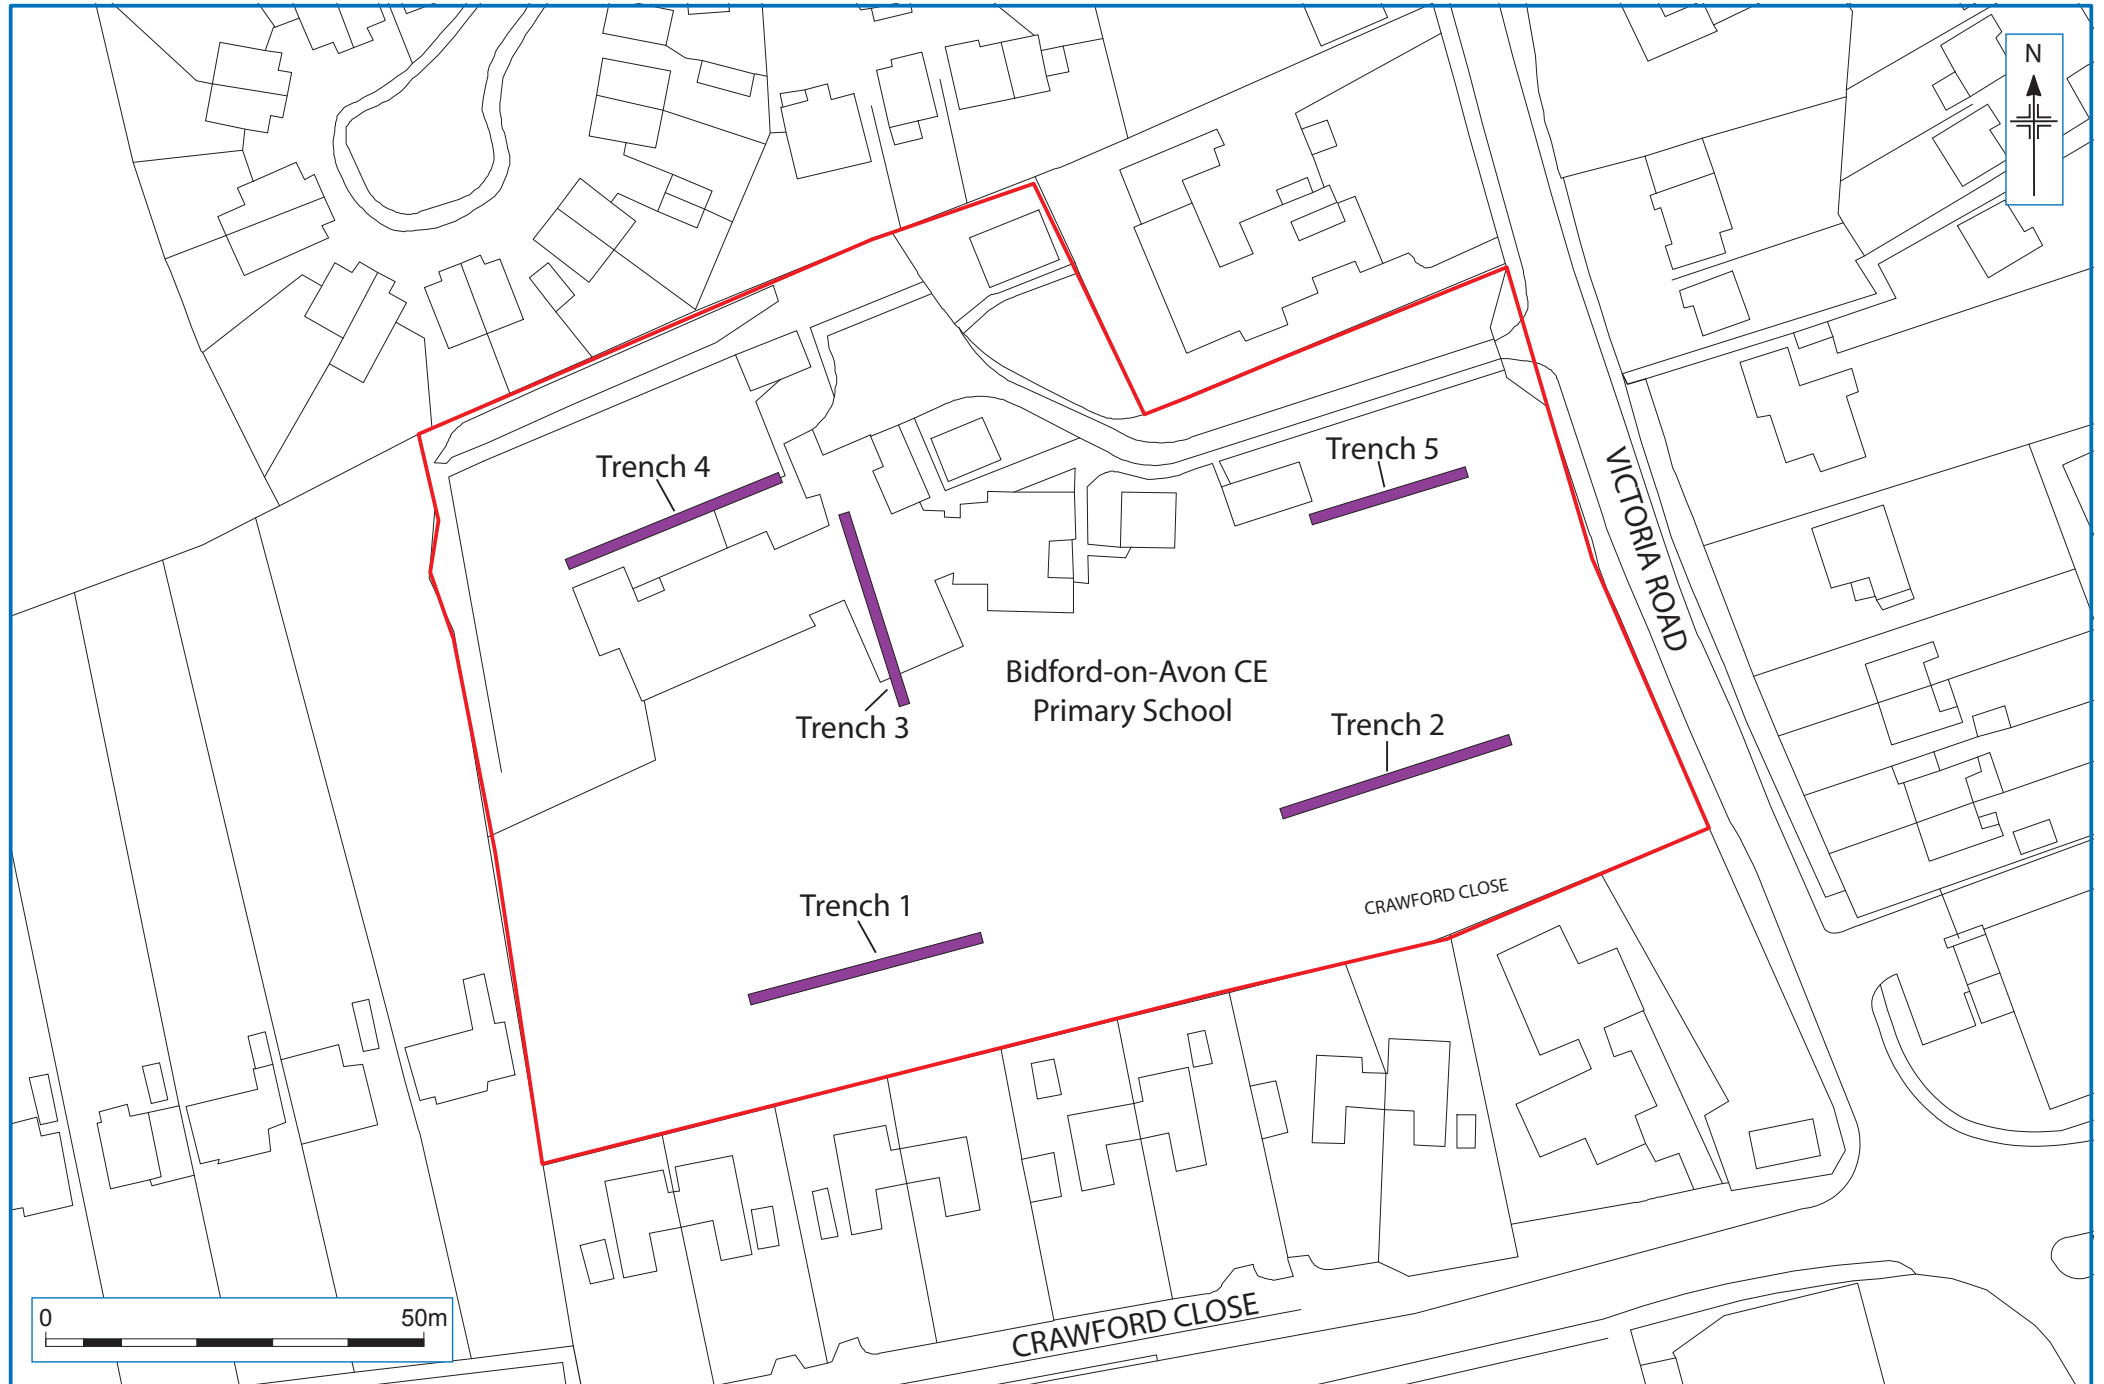 N
Trench 4
Trench 5
VICTORIA ROAD
Bidford-on-Avon CE
Primary School
Trench 3
Trench 2
Trench 1
CRAWFORD CLOSE
0 50m
CRAWFORD CLOSE